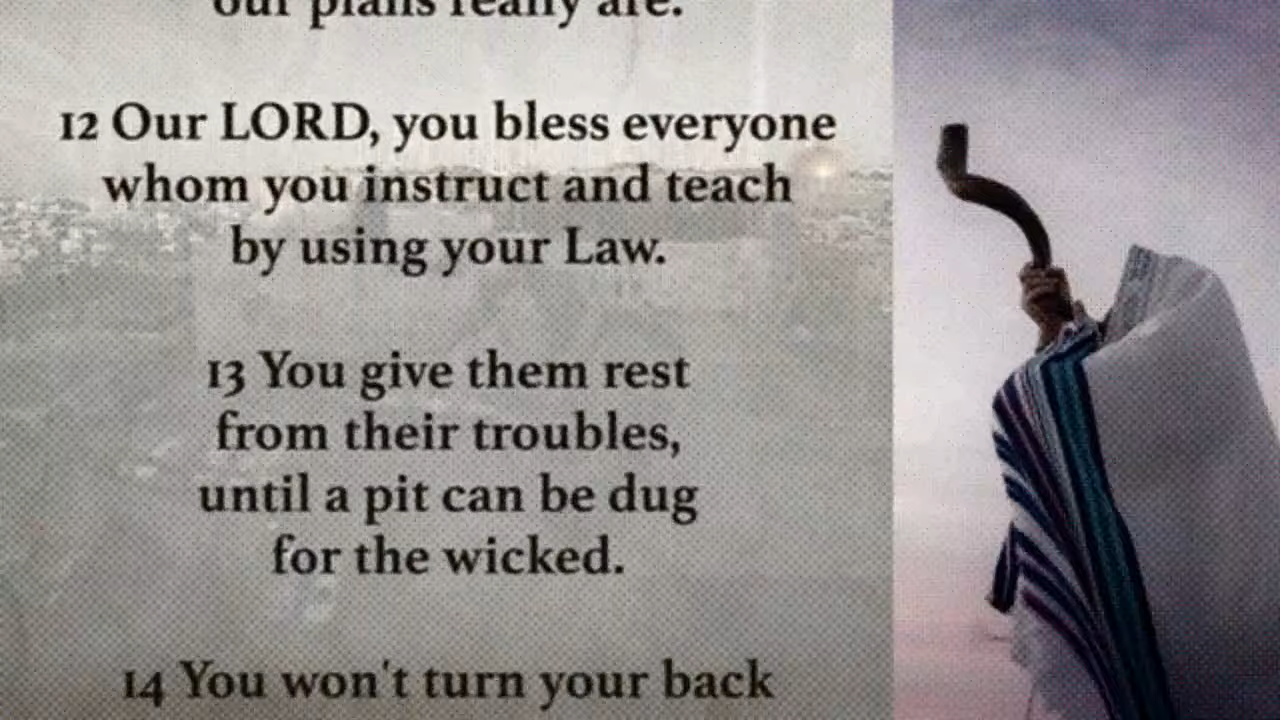 our plans really are.
12 Our LORD, you bless everyone
whom you instruct and teach
by using your Law.
13 You give them rest
from their troubles,
until a pit can be dug
for the wicked.
14 You won't turn your back